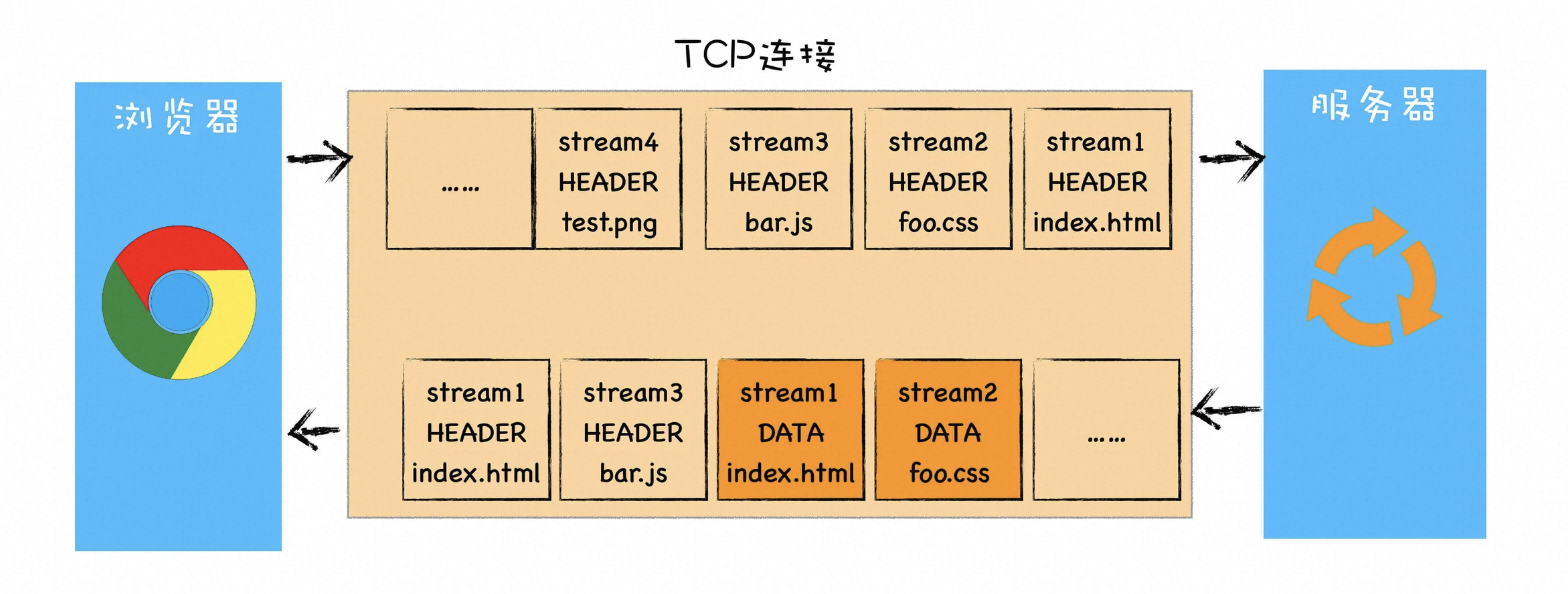 TCP连接
浏览器
服务器
……
stream4
HEADER
test.png
stream3
HEADER
bar.js
stream2
HEADER
foo.css
stream1
HEADER
index.html
stream1
HEADER
index.html
stream3
HEADER
bar.js
stream1
DATA
index.html
stream2
DATA
foo.css
……